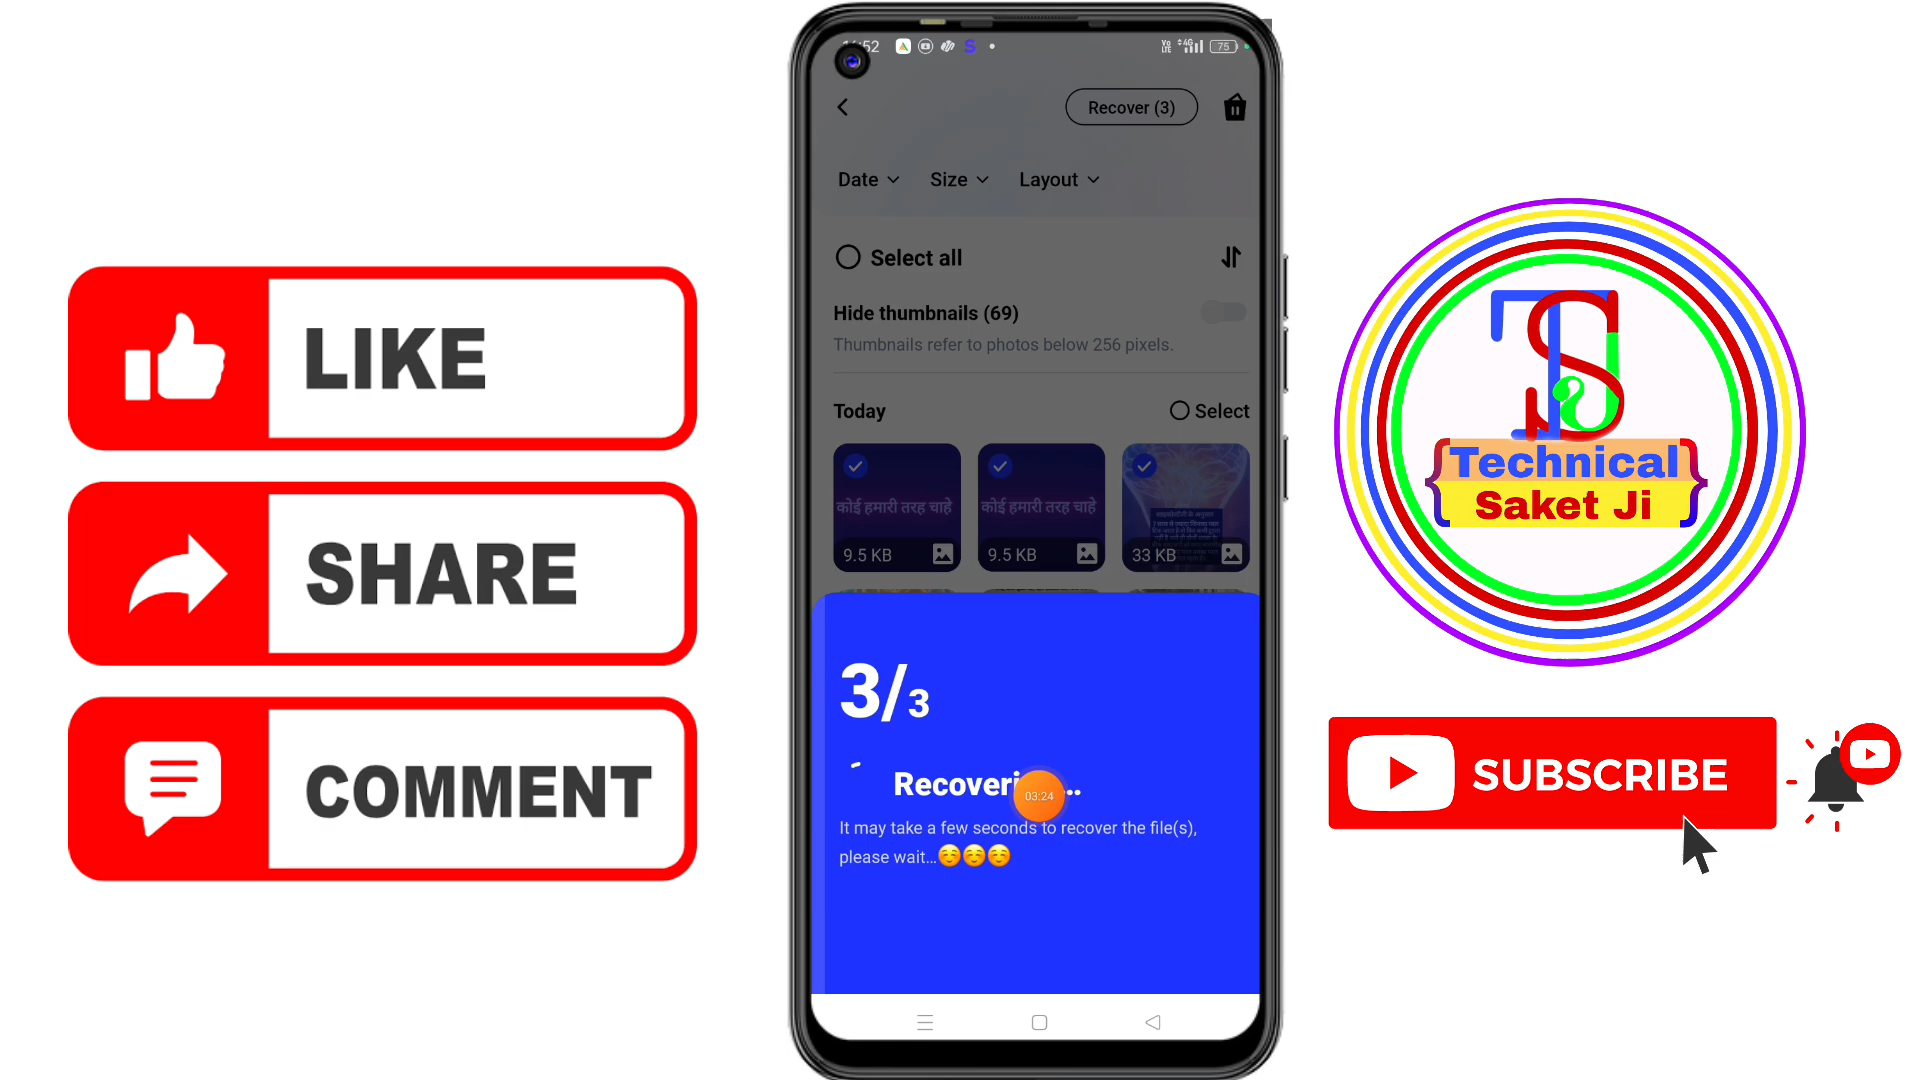 LIKE
SHARE
COMMENT
75
Recover (3)
Date
Size
Layout
Select all
Hide thumbnails (69)
Thumbnails refer to photos below 256 pixels.
Today
Select
कोई हमारी तरह चाहे
9.5 KB
कोई हमारी तरह चाहे
9.5 KB
33 KB
3/3
03:24
It may take a few seconds to recover the file(s),
please wait...☺️☺️☺️
Technical
Saket Ji
SUBSCRIBE